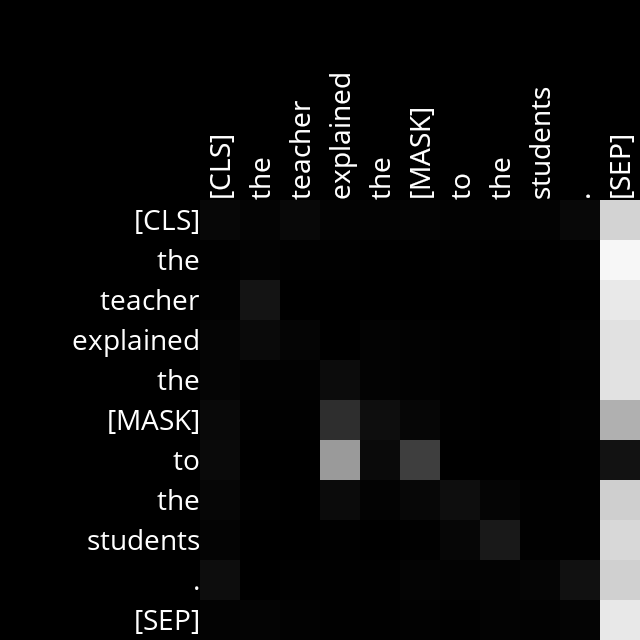 [CLS] the teacher explained the [MASK] to the students . [SEP]
[CLS]
the
teacher
explained
the
[MASK]
to
the
students
.
[SEP]